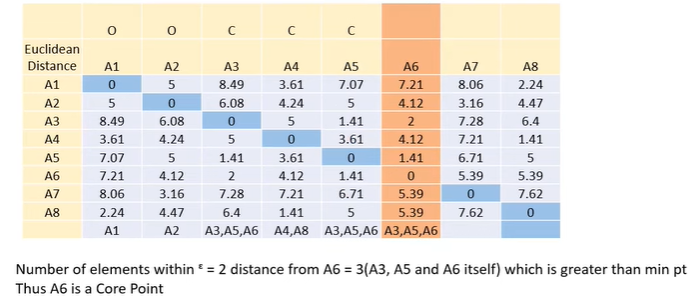 O O C C C
Euclidean
Distance A1 A2 A3 A4 A5 A6 A7 A8
A1 0 5 8.49 3.61 7.07 7.21 8.06 2.24
A2 5 0 6.08 4.24 5 4.12 3.16 4.47
A3 8.49 6.08 0 5 1.41 2 7.28 6.4
A4 3.61 4.24 5 0 3.61 4.12 7.21 1.41
A5 7.07 5 1.41 3.61 0 1.41 6.71 5
A6 7.21 4.12 2 4.12 1.41 0 5.39 5.39
A7 8.06 3.16 7.28 7.21 6.71 5.39 0 7.62
A8 2.24 4.47 6.4 1.41 5 5.39 7.62 0
A1 A2 A3,A5,A6 A4,A8 A3,A5,A6 A3,A5,A6
Number of elements within ε = 2 distance from A6 = 3(A3, A5 and A6 itself) which is greater than min pt
Thus A6 is a Core Point